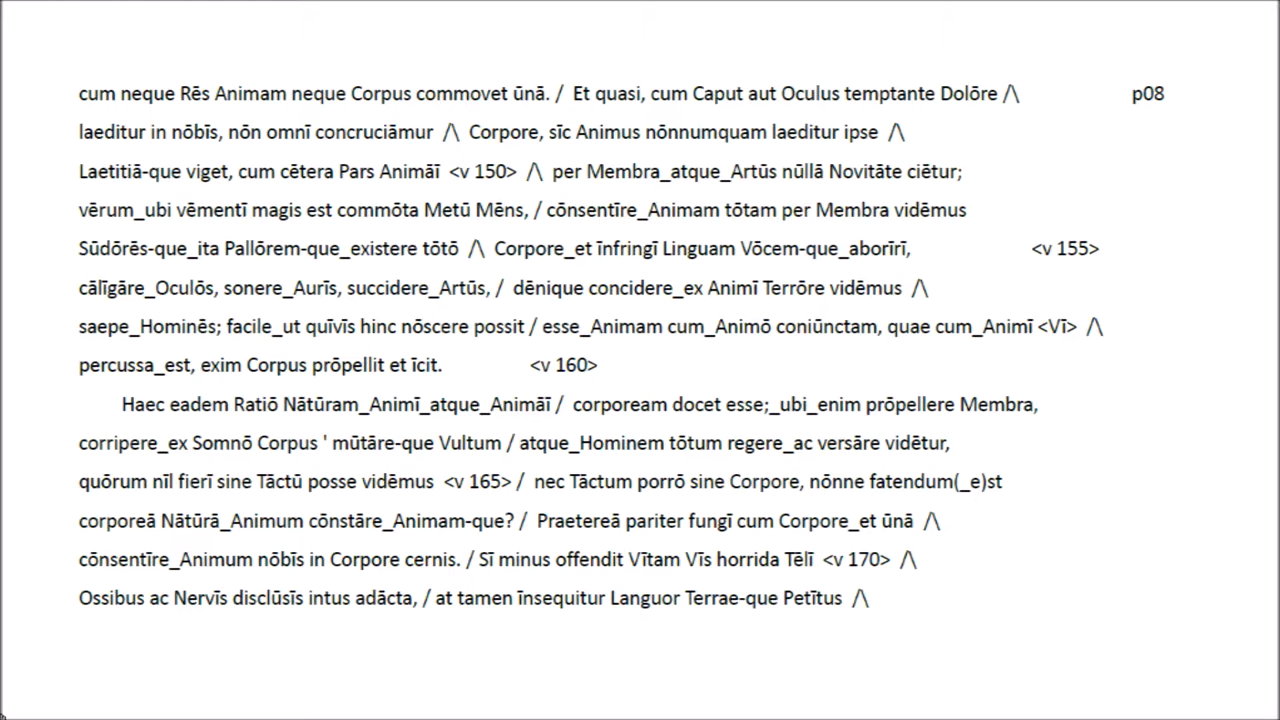 cum neque Rēs Animam neque Corpus commovet ūnā. / Et quasi, cum Caput aut Oculus temptante Dolōre /\ p08
laeditur in nōbīs, nōn omnī concruciāmur /\ Corpore, sīc Animus nōnnumquam laeditur ipse /\
Laetitiā-que viget, cum cētera Pars Animāī <v 150> /\ per Membra_atque_Artūs nūllā Novitāte ciētur;
vērum_ubi vēmentī magis est commōta Metū Mēns, / cōnsentīre_Animam tōtam per Membra vidēmus
Sūdōrēs-que_ita Pallōrem-que_existere tōtō /\ Corpore_et īnfringī Linguam Vōcem-que_aborīrī, <v 155>
cālīgāre_Oculōs, sonere_Aurīs, succidere_Artūs, / dēnique concidere_ex Animī Terrōre vidēmus /\
saepe_Hominēs; facile_ut quīvīs hinc nōscere possit / esse_Animam cum_Animō coniūnctam, quae cum_Animī <Vī> /\
percussa_est, exim Corpus prōpellit et īcit. <v 160>
Haec eadem Ratiō Nātūram_Animī_atque_Animāī / corpoream docet esse;_ubi_enim prōpellere Membra,
corripere_ex Somnō Corpus ' mūtāre-que Vultum / atque_Hominem tōtum regere_ac versāre vidētur,
quōrum nīl fierī sine Tāctū posse vidēmus <v 165> / nec Tāctum porrō sine Corpore, nōnne fatendum(_e)st
corporeā Nātūrā_Animum cōnstāre_Animam-que? / Praetereā pariter fungī cum Corpore_et ūnā /\
cōnsentīre_Animum nōbīs in Corpore cernis. / Sī minus offendit Vītam Vīs horrida Tēlī <v 170> /\
Ossibus ac Nervīs disclūsīs intus adācta, / at tamen īnsequitur Languor Terrae-que Petītus /\